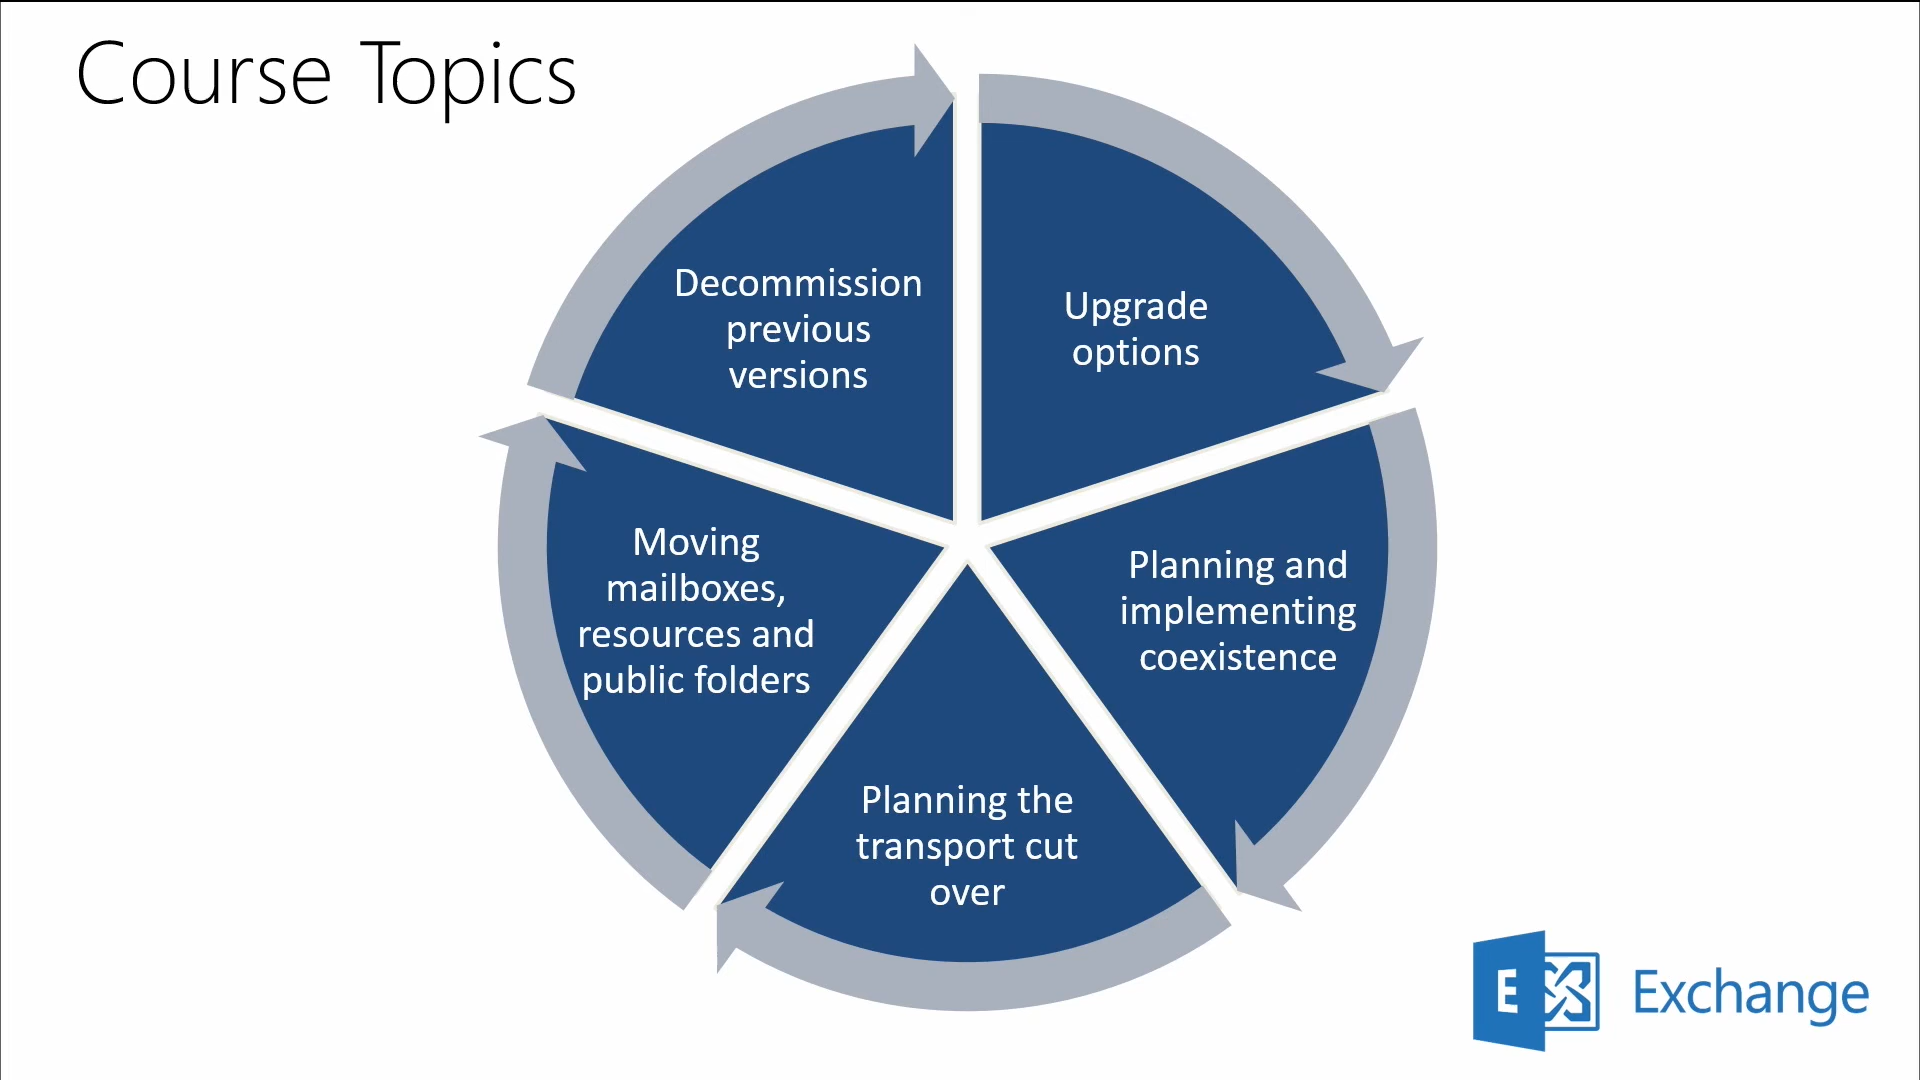 Course Topics
Upgrade
options
Planning and
implementing
coexistence
Planning the
transport cut
over
Moving
mailboxes,
resources and
public folders
Decommission
previous
versions
E Exchange